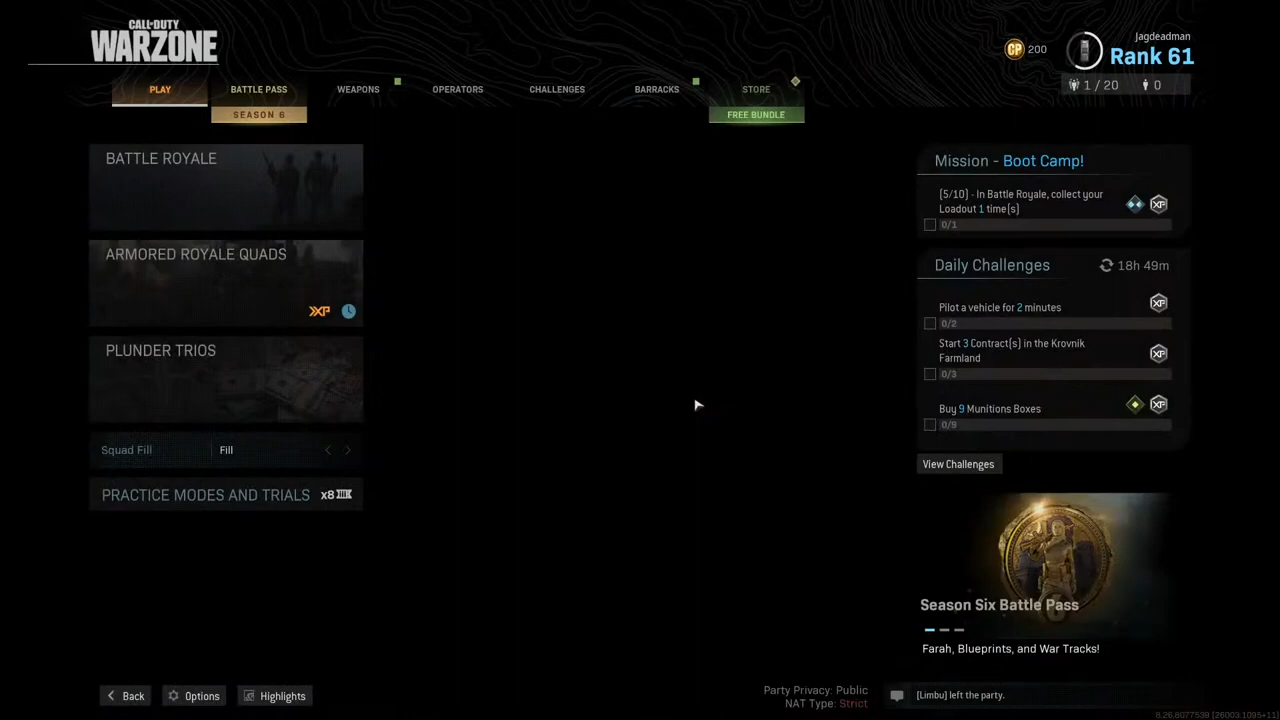 CALL OF DUTY
WARZONE
CP 200
Jagdeadman
Rank 61
1 / 20 0
PLAY
BATTLE PASS
WEAPONS
OPERATORS
CHALLENGES
BARRACKS
STORE
SEASON 6
FREE BUNDLE
BATTLE ROYALE
ARMORED ROYALE QUADS
XXP
PLUNDER TRIOS
Squad Fill
Fill
PRACTICE MODES AND TRIALS x8
Mission - Boot Camp!
[5/10] - In Battle Royale, collect your
Loadout 1 time[s]
XP
0/1
Daily Challenges
18h 49m
Pilot a vehicle for 2 minutes
XP
0/2
Start 3 Contract[s] in the Krovnik
Farmland
XP
0/3
Buy 9 Munitions Boxes
XP
0/9
View Challenges
Season Six Battle Pass
Farah, Blueprints, and War Tracks!
Back
Options
Highlights
Party Privacy: Public
NAT Type: Strict
[Limbu] left the party.